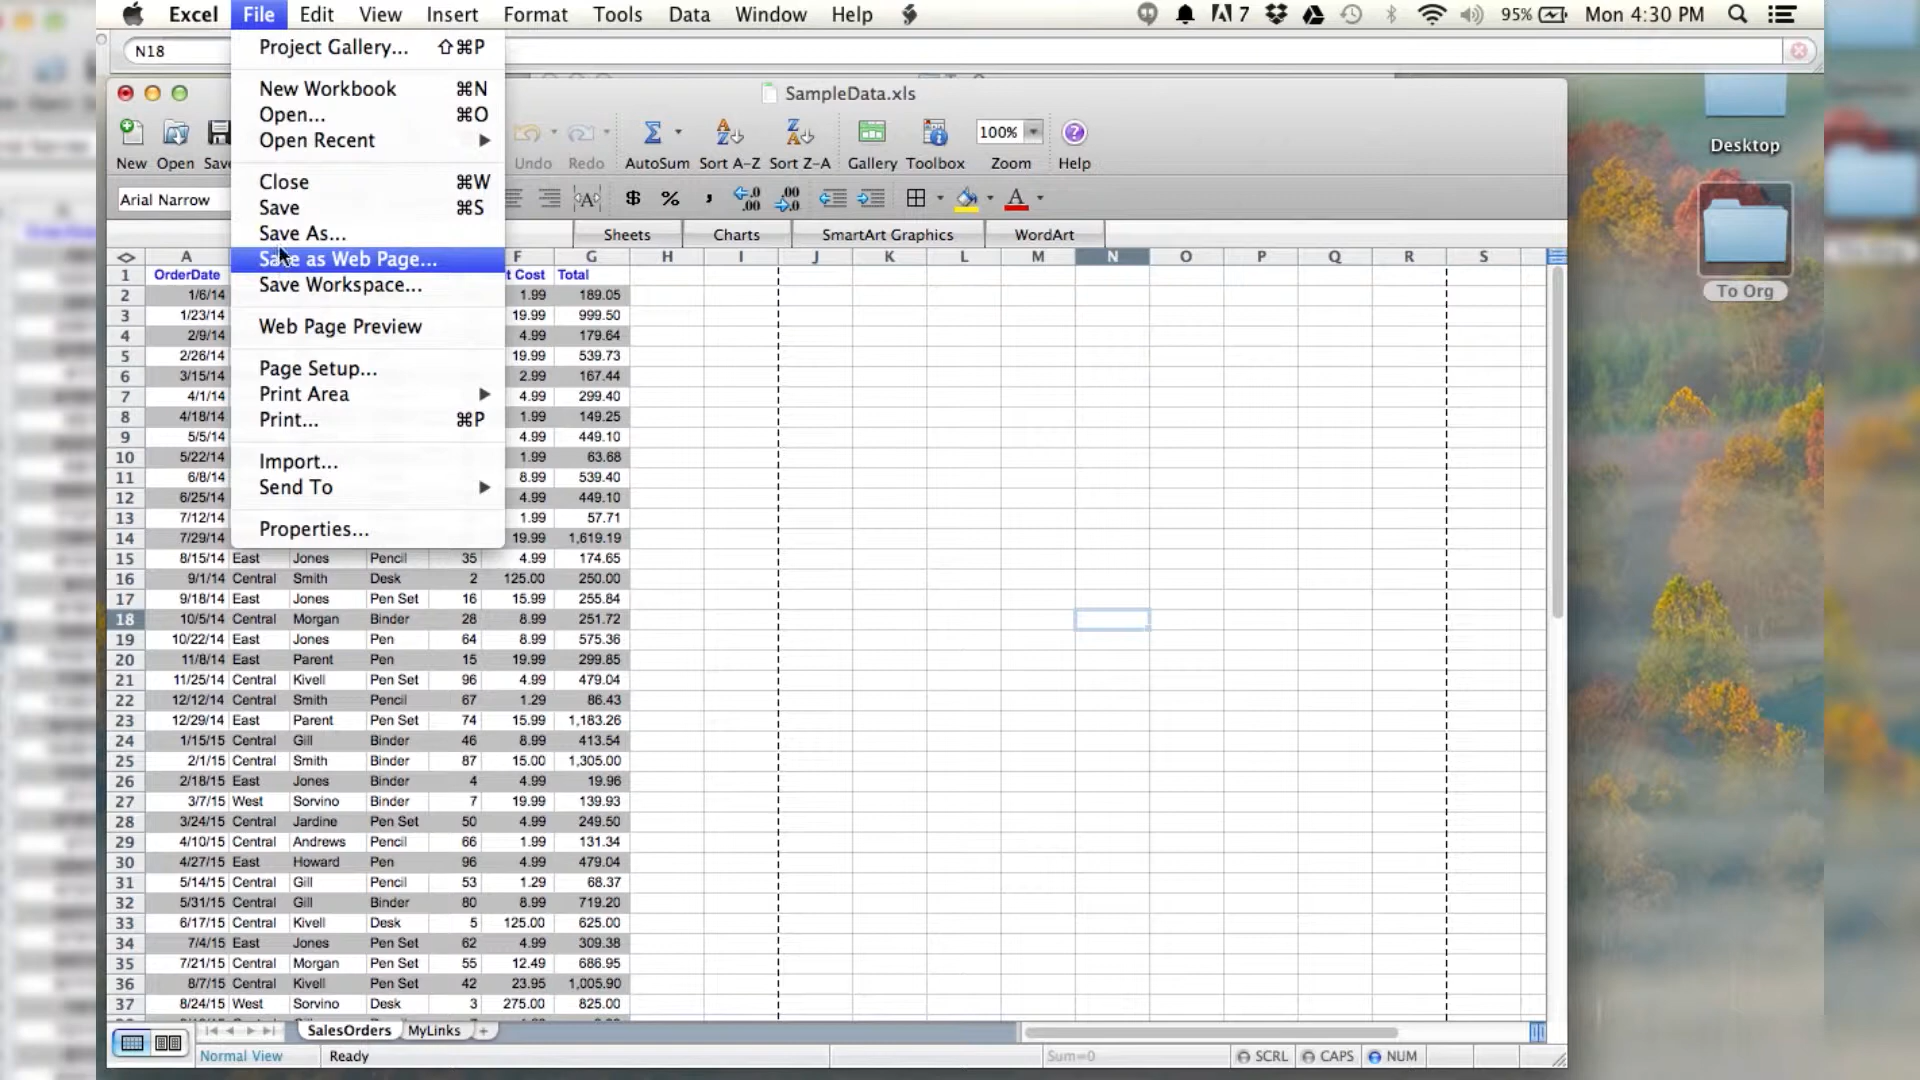 Excel File Edit View Insert Format Tools Data Window Help 7 95% Mon 4:30 PM
N18
Project Gallery... ⇧⌘P
New Workbook ⌘N
Open... ⌘O
Open Recent
Close ⌘W
Save ⌘S
Save As...
Save as Web Page...
Save Workspace...
Web Page Preview
Page Setup...
Print Area
Print... ⌘P
Import...
Send To
Properties...
SampleData.xls
100%
New Open Save Undo Redo AutoSum Sort A-Z Sort Z-A Gallery Toolbox Zoom Help
Arial Narrow $ % , .0 .00 .00 .0 A
Sheets Charts SmartArt Graphics WordArt
A F G H I J K L M N O P Q R S
1 OrderDate t Cost Total
2 1/6/14 1.99 189.05
3 1/23/14 19.99 999.50
4 2/9/14 4.99 179.64
5 2/26/14 19.99 539.73
6 3/15/14 2.99 167.44
7 4/1/14 4.99 299.40
8 4/18/14 1.99 149.25
9 5/5/14 4.99 449.10
10 5/22/14 1.99 63.68
11 6/8/14 8.99 539.40
12 6/25/14 4.99 449.10
13 7/12/14 1.99 57.71
14 7/29/14 19.99 1,619.19
15 8/15/14 East Jones Pencil 35 4.99 174.65
16 9/1/14 Central Smith Desk 2 125.00 250.00
17 9/18/14 East Jones Pen Set 16 15.99 255.84
18 10/5/14 Central Morgan Binder 28 8.99 251.72
19 10/22/14 East Jones Pen 64 8.99 575.36
20 11/8/14 East Parent Pen 15 19.99 299.85
21 11/25/14 Central Kivell Pen Set 96 4.99 479.04
22 12/12/14 Central Smith Pencil 67 1.29 86.43
23 12/29/14 East Parent Pen Set 74 15.99 1,183.26
24 1/15/15 Central Gill Binder 46 8.99 413.54
25 2/1/15 Central Smith Binder 87 15.00 1,305.00
26 2/18/15 East Jones Binder 4 4.99 19.96
27 3/7/15 West Sorvino Binder 7 19.99 139.93
28 3/24/15 Central Jardine Pen Set 50 4.99 249.50
29 4/10/15 Central Andrews Pencil 66 1.99 131.34
30 4/27/15 East Howard Pen 96 4.99 479.04
31 5/14/15 Central Gill Pencil 53 1.29 68.37
32 5/31/15 Central Gill Binder 80 8.99 719.20
33 6/17/15 Central Kivell Desk 5 125.00 625.00
34 7/4/15 East Jones Pen Set 62 4.99 309.38
35 7/21/15 Central Morgan Pen Set 55 12.49 686.95
36 8/7/15 Central Kivell Pen Set 42 23.95 1,005.90
37 8/24/15 West Sorvino Desk 3 275.00 825.00
SalesOrders MyLinks +
Normal View Ready Sum=0 SCRL CAPS NUM
Desktop
To Org